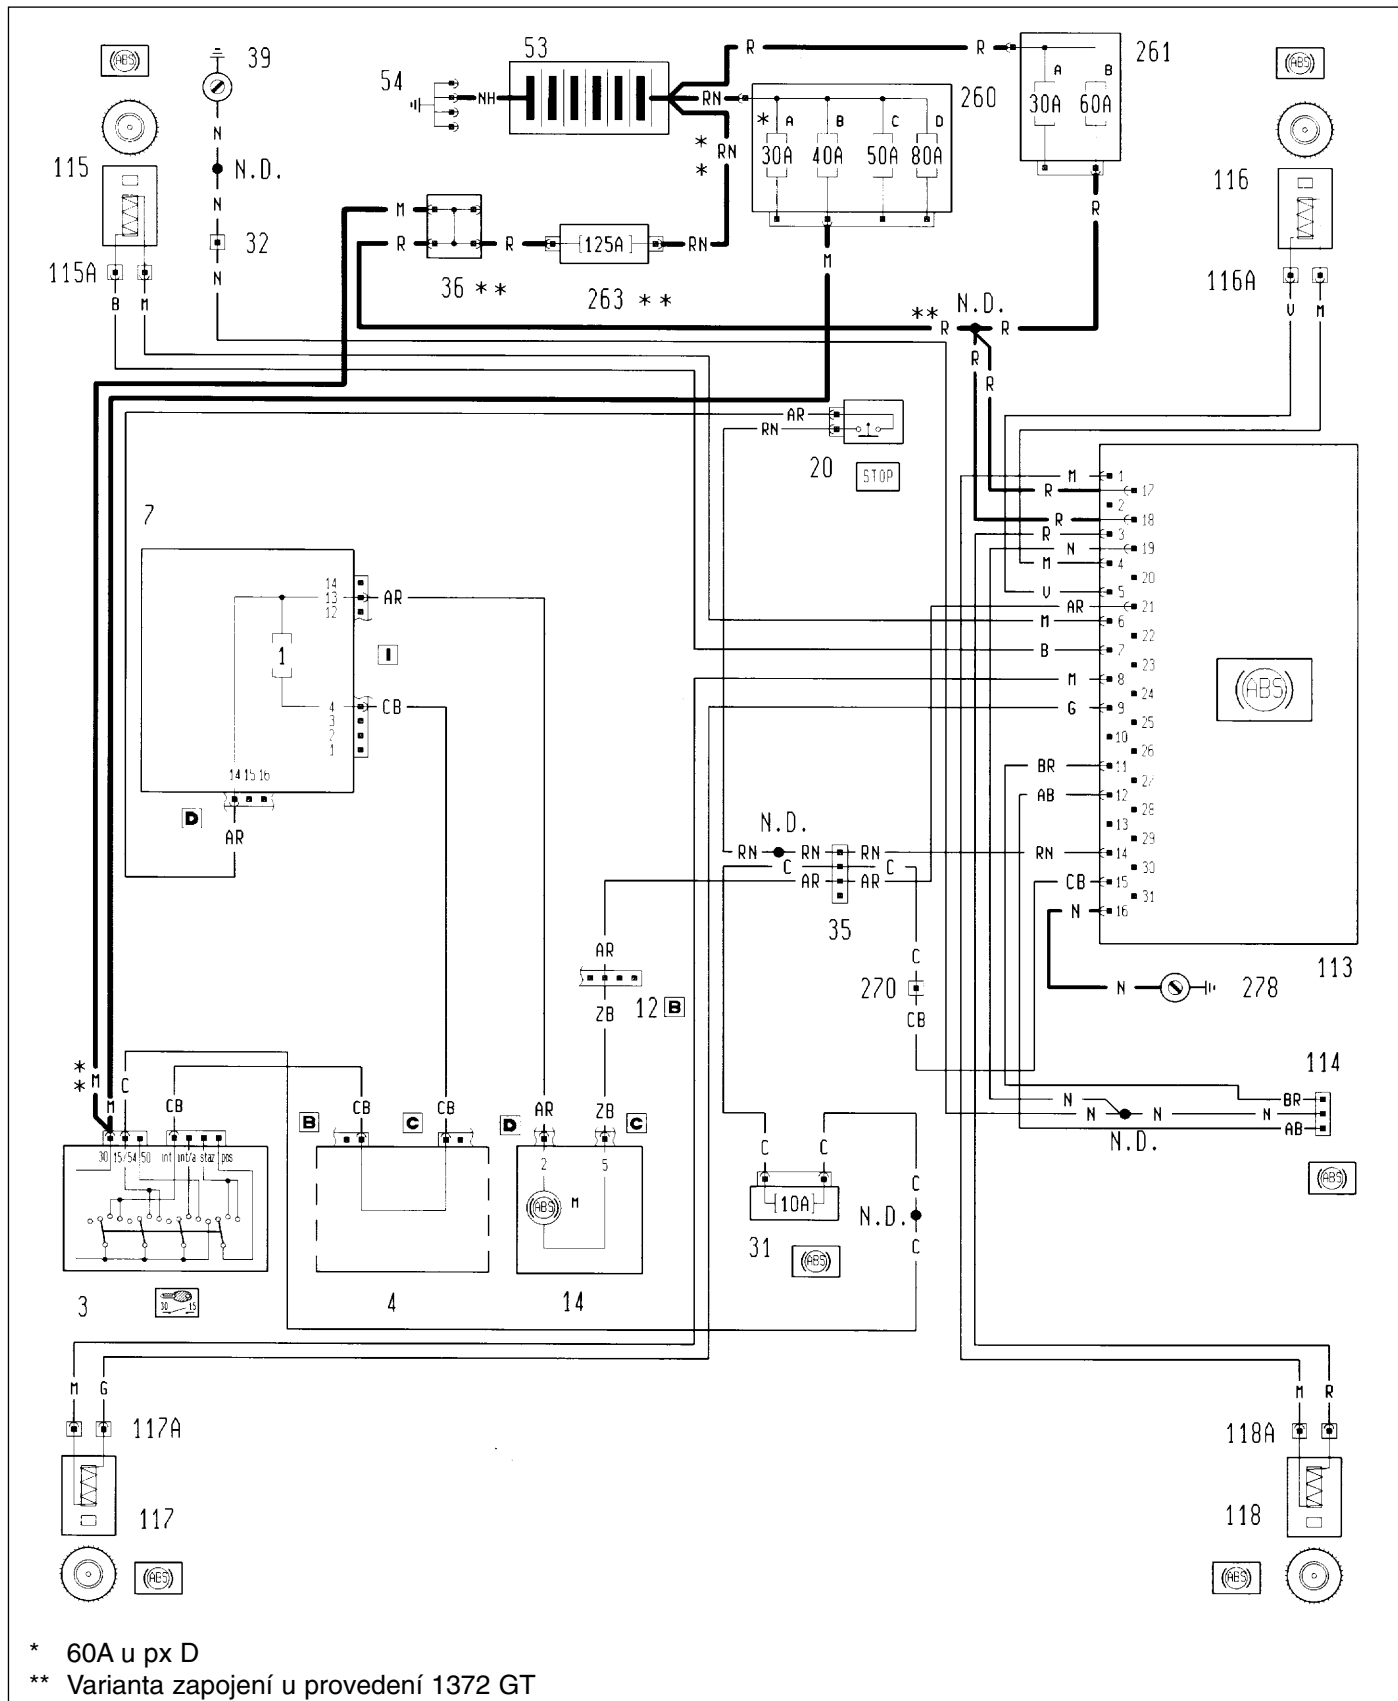 53
261
54
39
(ABS)
(ABS)
R
R
NH
RN
260
A
B
30A
60A
*
A
B
C
D
30A
40A
50A
80A
N
N.D.
*
*
RN
115
116
N
M
R
R
R
[125A]
RN
M
R
32
N
115A
116A
36 **
263 **
B
M
V
M
**
R
N.D.
R
R
R
AR
RN
20
STOP
7
M
R
R
R
N
M
V
AR
M
B
M
G
BR
AB
RN
CB
N
1
17
2
18
3
19
4
20
5
21
6
22
7
23
8
24
9
25
10
26
11
27
12
28
13
29
14
30
15
31
16
(ABS)
14
13
12
AR
1
I
4
3
2
1
CB
14 15 16
D
AR
N.D.
RN
RN
RN
C
C
AR
AR
35
113
AR
C
270
N
278
12 B
ZB
CB
114
*
*
M
C
M
CB
B
CB
C
CB
D
AR
ZB
C
N
BR
N
N
N
AB
N.D.
30
15/54
50
int
int/a
staz
pos
2
5
(ABS)
M
C
C
C
[10A]
N.D.
C
31
(ABS)
(ABS)
3
30
15
4
14
M
G
M
R
117A
118A
117
118
(ABS)
(ABS)
* 60A u px D
** Varianta zapojení u provedení 1372 GT